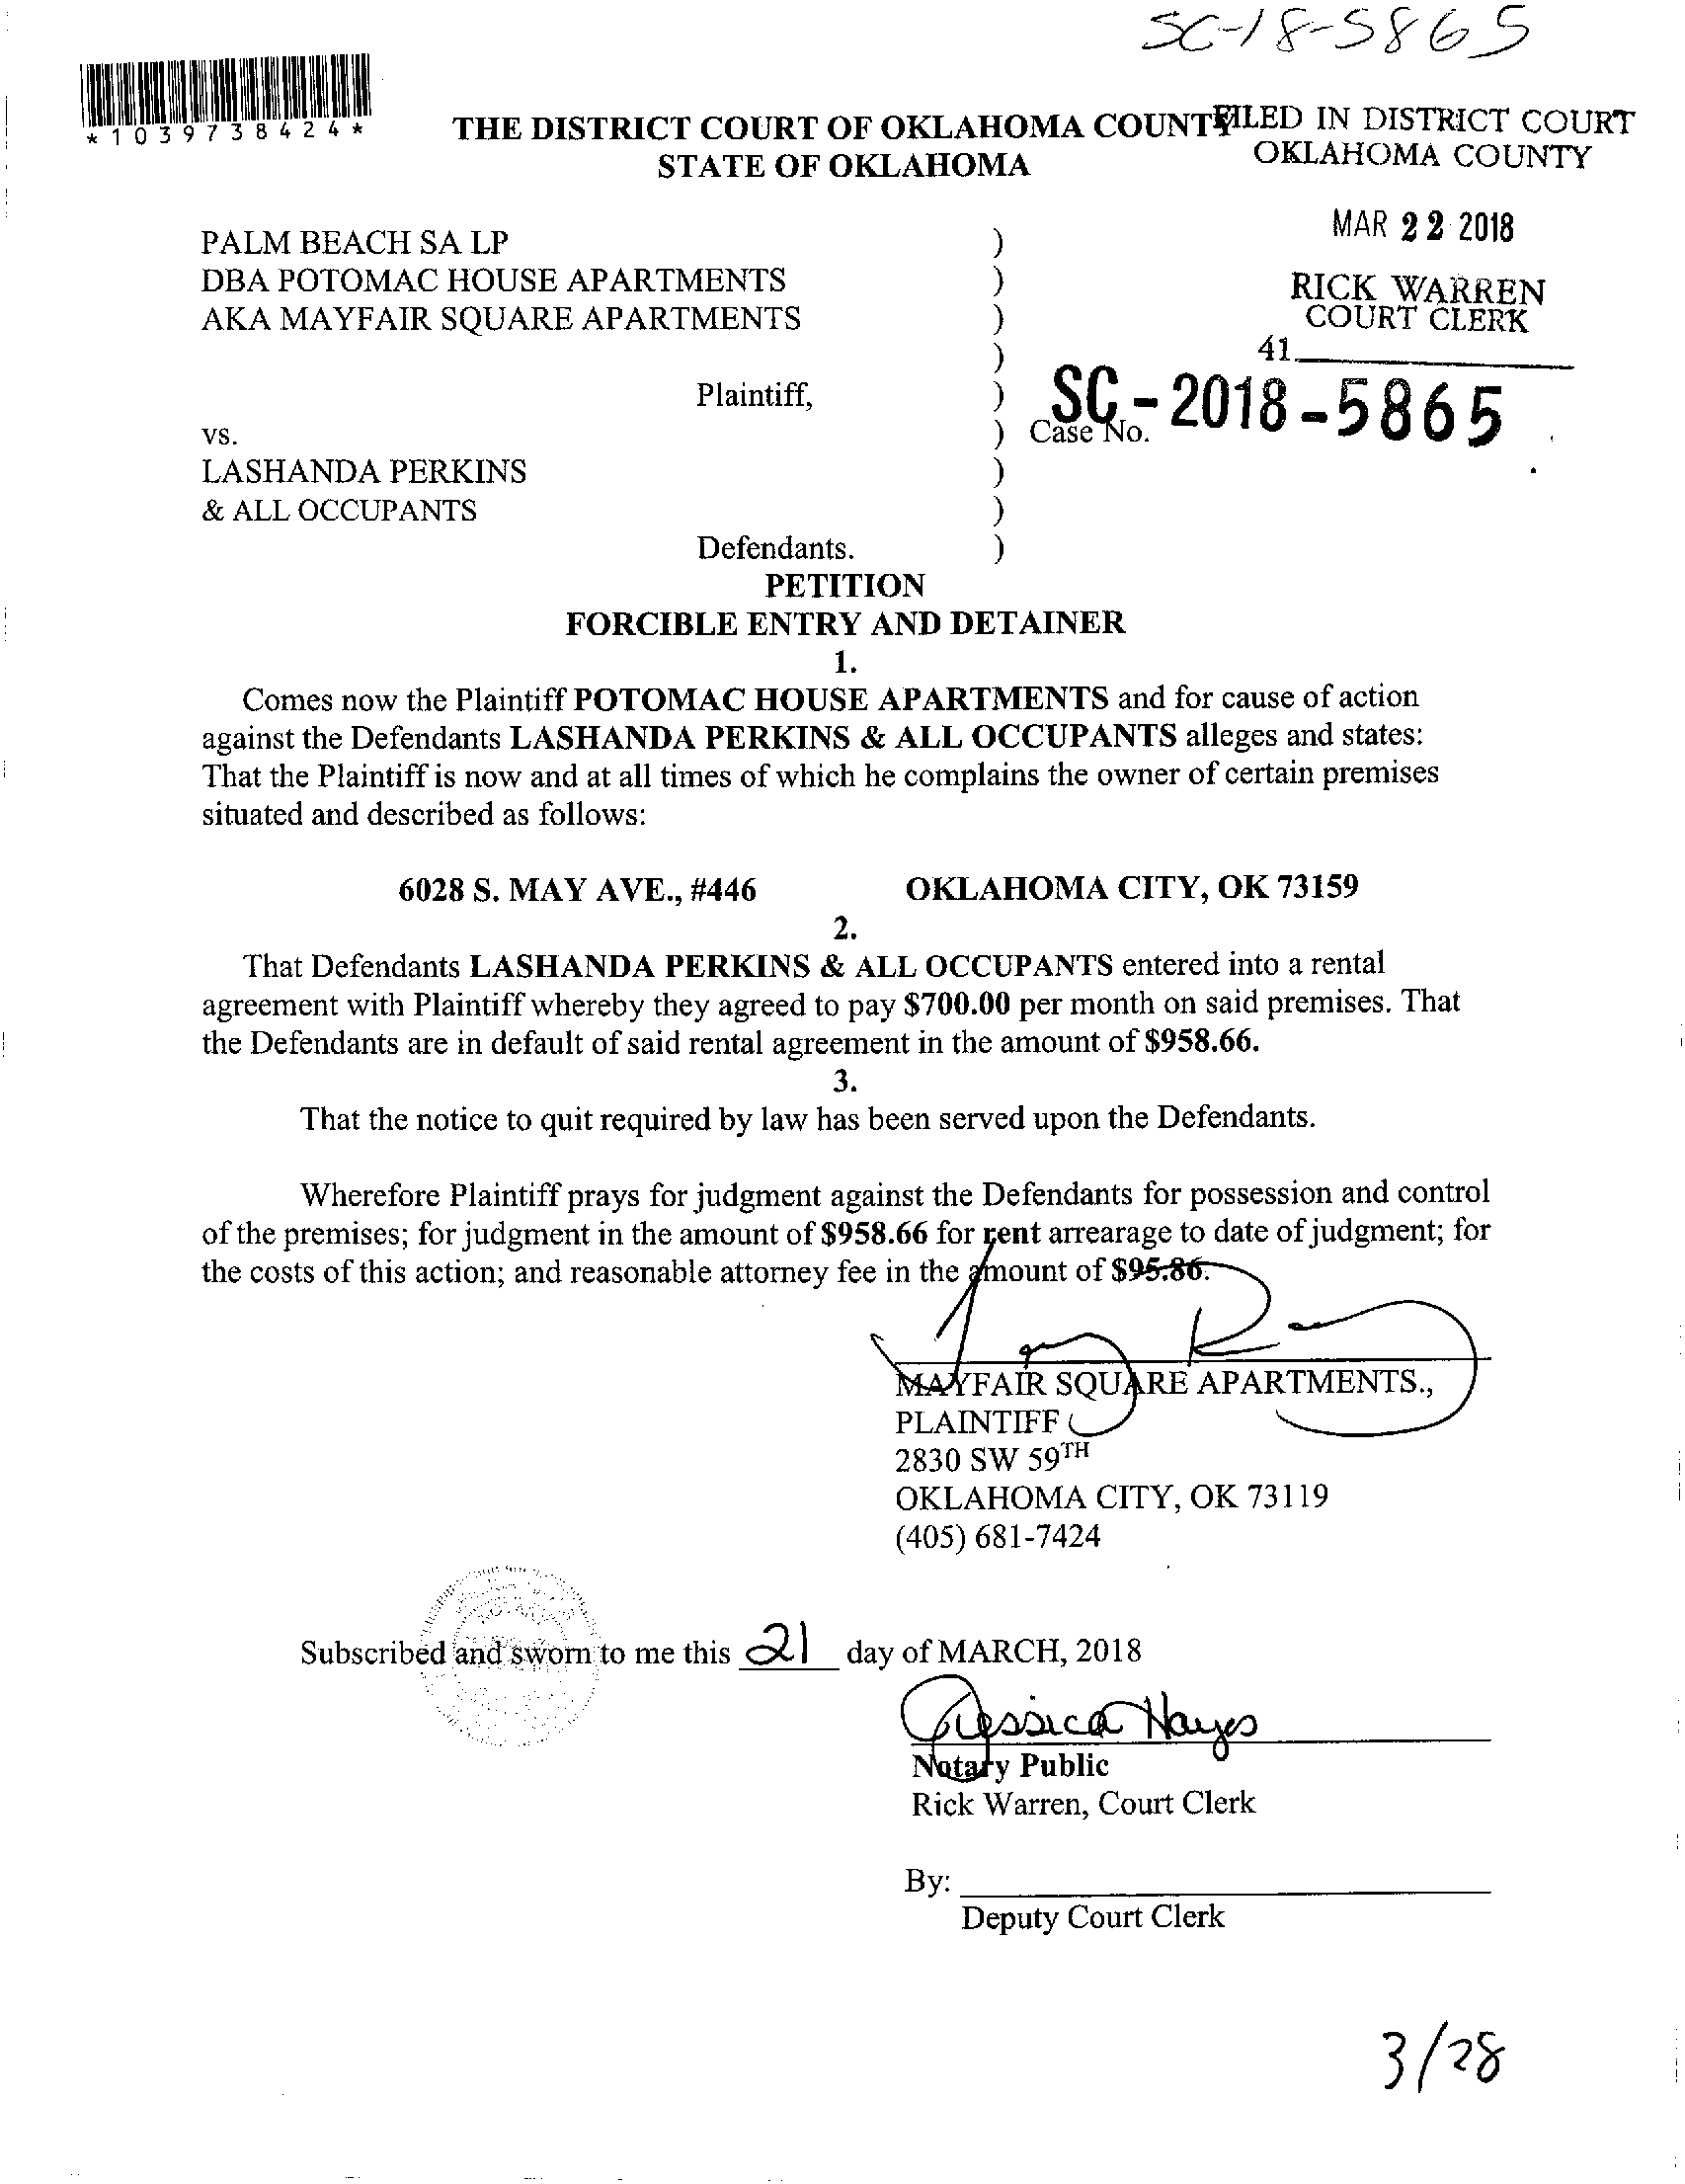 SC-18-5865
*1039738424*
THE DISTRICT COURT OF OKLAHOMA COUNTY
STATE OF OKLAHOMA
FILED IN DISTRICT COURT
OKLAHOMA COUNTY
MAR 22 2018
RICK WARREN
COURT CLERK
41
SC-2018-5865
PALM BEACH SA LP )
DBA POTOMAC HOUSE APARTMENTS )
AKA MAYFAIR SQUARE APARTMENTS )
)
Plaintiff, )
vs. ) Case No.
LASHANDA PERKINS )
& ALL OCCUPANTS )
Defendants. )
PETITION
FORCIBLE ENTRY AND DETAINER
1.
Comes now the Plaintiff POTOMAC HOUSE APARTMENTS and for cause of action
against the Defendants LASHANDA PERKINS & ALL OCCUPANTS alleges and states:
That the Plaintiff is now and at all times of which he complains the owner of certain premises
situated and described as follows:
6028 S. MAY AVE., #446 OKLAHOMA CITY, OK 73159
2.
That Defendants LASHANDA PERKINS & ALL OCCUPANTS entered into a rental
agreement with Plaintiff whereby they agreed to pay $700.00 per month on said premises. That
the Defendants are in default of said rental agreement in the amount of $958.66.
3.
That the notice to quit required by law has been served upon the Defendants.
Wherefore Plaintiff prays for judgment against the Defendants for possession and control
of the premises; for judgment in the amount of $958.66 for rent arrearage to date of judgment; for
the costs of this action; and reasonable attorney fee in the amount of $95.86.
MAYFAIR SQUARE APARTMENTS.,
PLAINTIFF
2830 SW 59TH
OKLAHOMA CITY, OK 73119
(405) 681-7424
Subscribed and sworn to me this 21 day of MARCH, 2018
Jessica Hayes
Notary Public
Rick Warren, Court Clerk
By:
Deputy Court Clerk
3/28